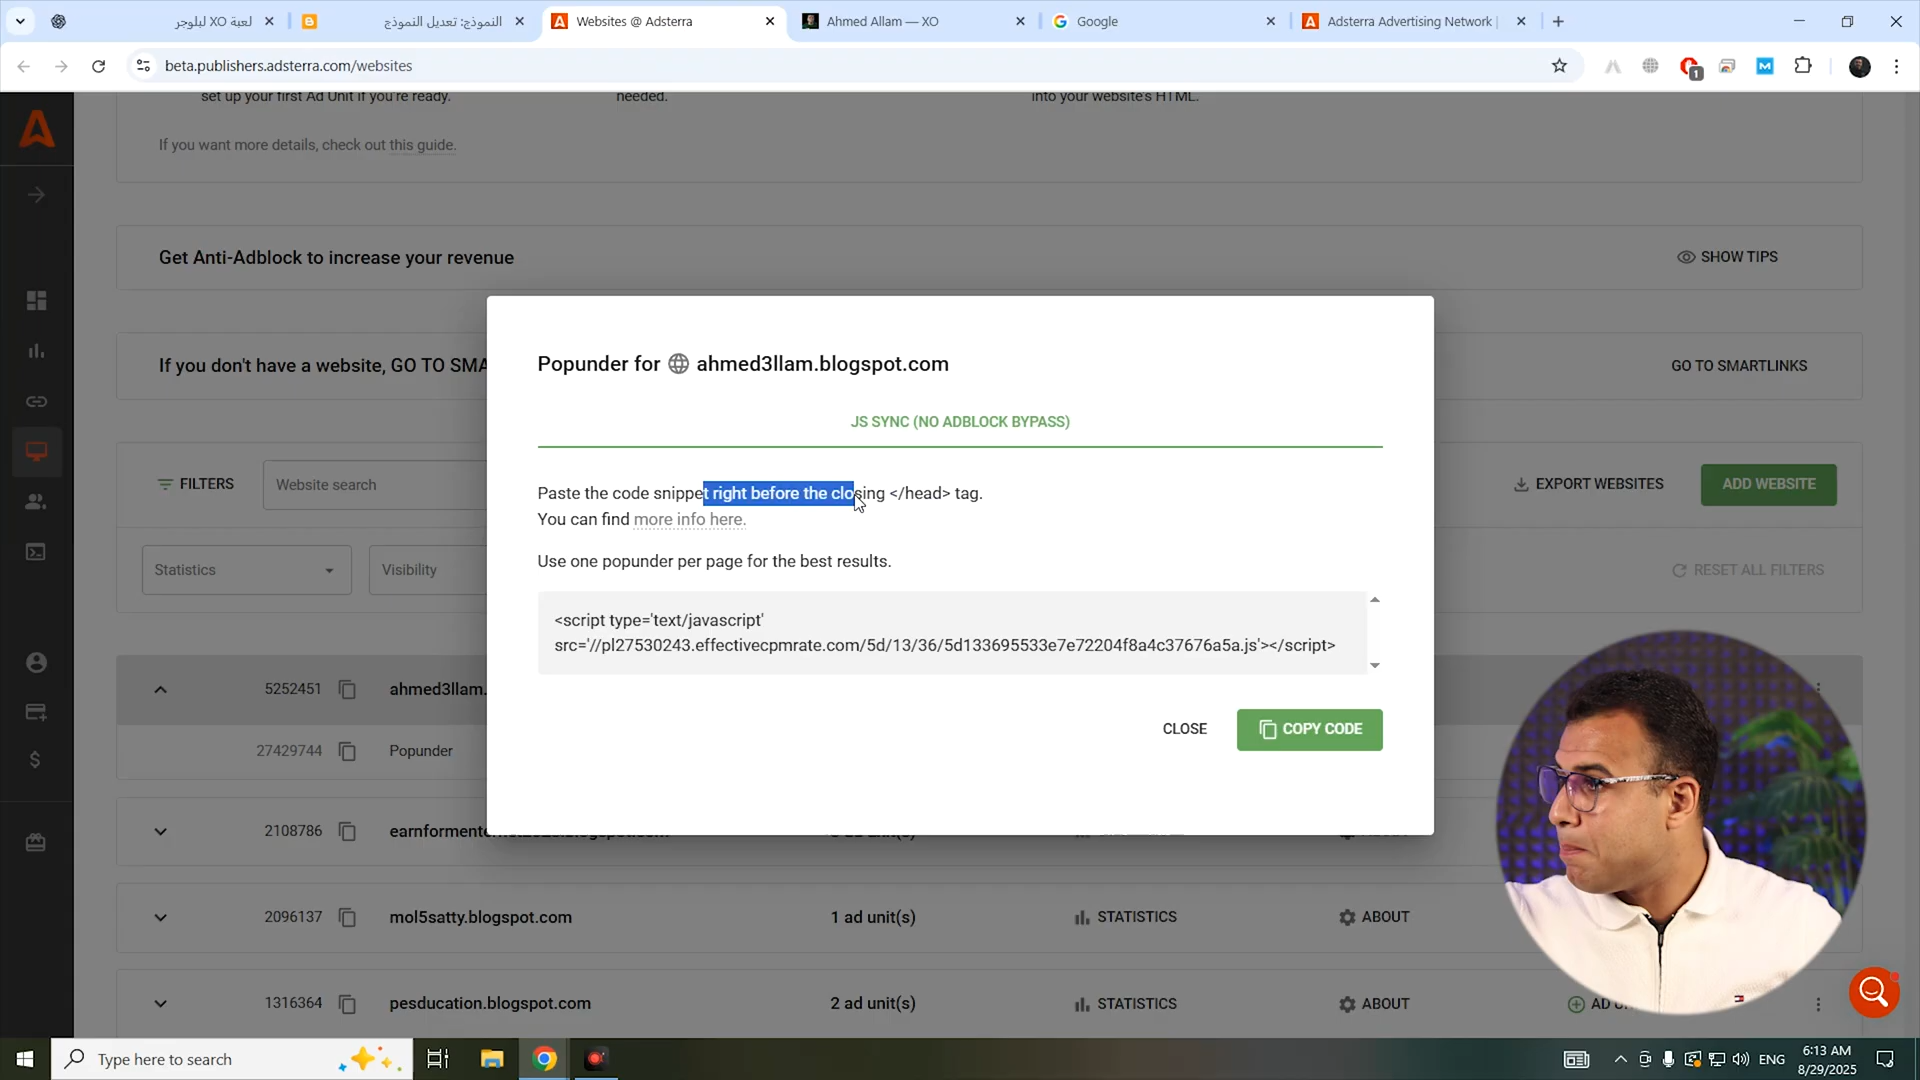 لعبة XO لبلوجر
النموذج: تعديل النموذج
Websites @ Adsterra
Ahmed Allam — XO
Google
Adsterra Advertising Network |
beta.publishers.adsterra.com/websites
1
set up your first Ad Unit if you're ready.
needed.
into your website's HTML.
If you want more details, check out this guide.
Get Anti-Adblock to increase your revenue
SHOW TIPS
If you don't have a website, GO TO SMA
GO TO SMARTLINKS
Popunder for ahmed3llam.blogspot.com
JS SYNC (NO ADBLOCK BYPASS)
Paste the code snippet right before the closing </head> tag.
You can find more info here.
Use one popunder per page for the best results.
<script type='text/javascript'
src='//pl27530243.effectivecpmrate.com/5d/13/36/5d133695533e7e72204f8a4c37676a5a.js'></script>
CLOSE
COPY CODE
FILTERS
Website search
EXPORT WEBSITES
ADD WEBSITE
Statistics
Visibility
RESET ALL FILTERS
5252451
ahmed3llam.
27429744
Popunder
2108786
2096137
mol5satty.blogspot.com
1 ad unit(s)
STATISTICS
ABOUT
1316364
pesducation.blogspot.com
2 ad unit(s)
STATISTICS
ABOUT
Type here to search
ENG
6:13 AM
8/29/2025